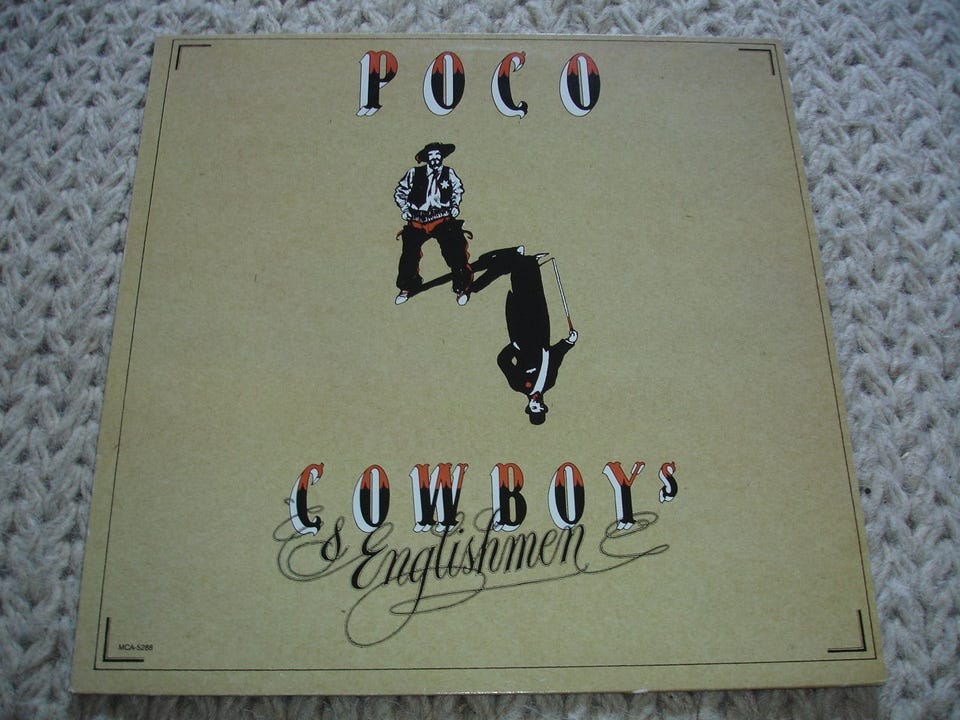 POCO
COWBOYS
& Englishmen
MCA-5288